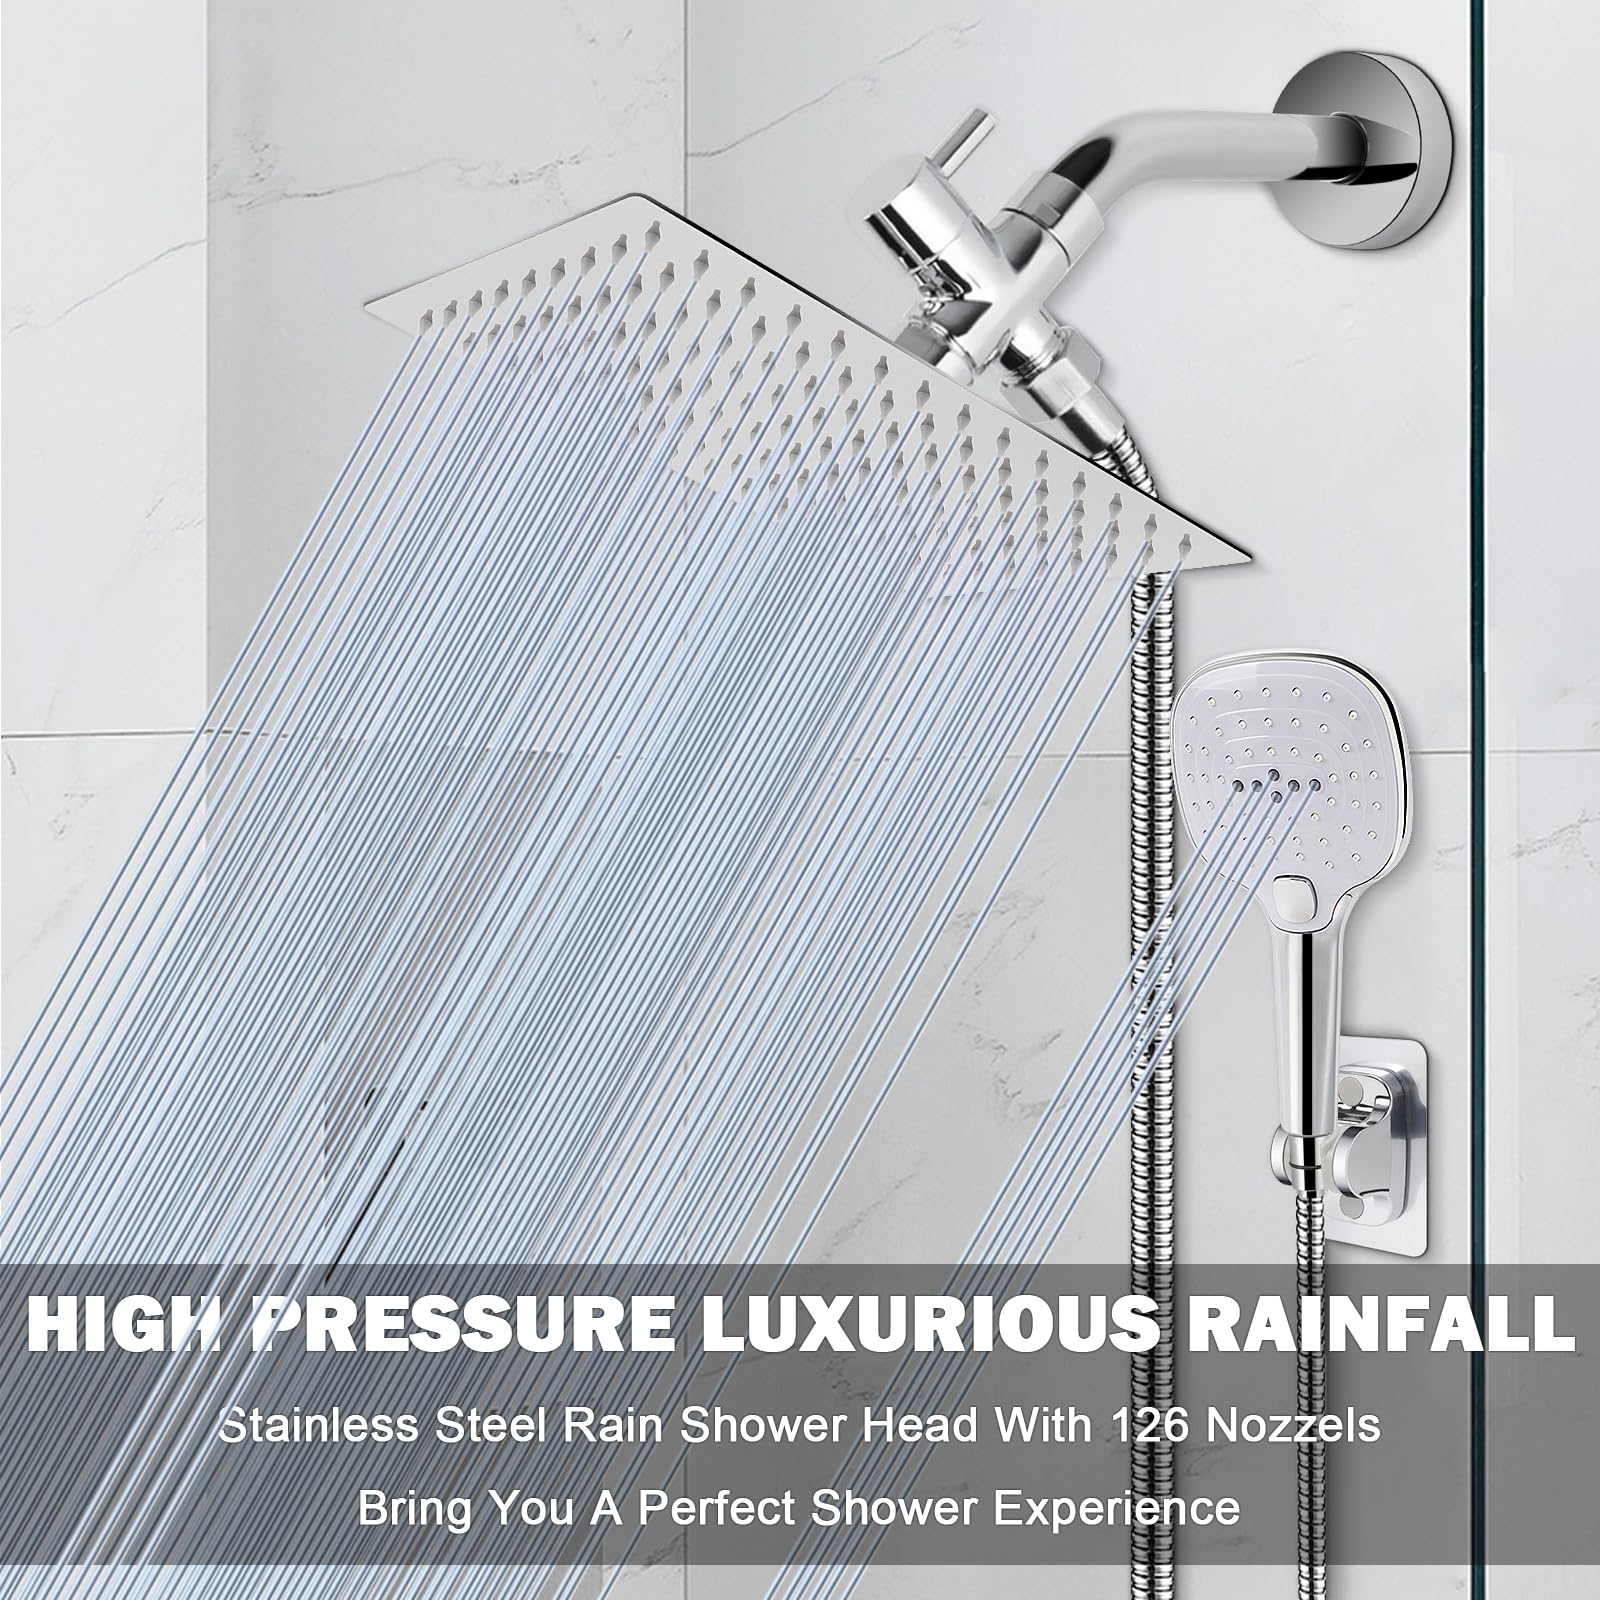 HIGH PRESSURE LUXURIOUS RAINFALL
Stainless Steel Rain Shower Head With 126 Nozzels
Bring You A Perfect Shower Experience